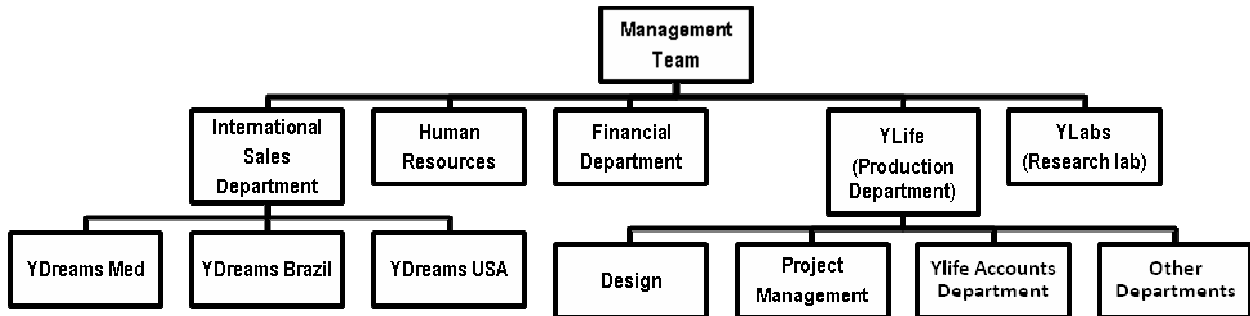 Management
Team
International
Sales
Department
Human
Resources
Financial
Department
YLife
(Production
Department)
YLabs
(Research lab)
YDreams Med
YDreams Brazil
YDreams USA
Design
Project
Management
Ylife Accounts
Department
Other
Departments